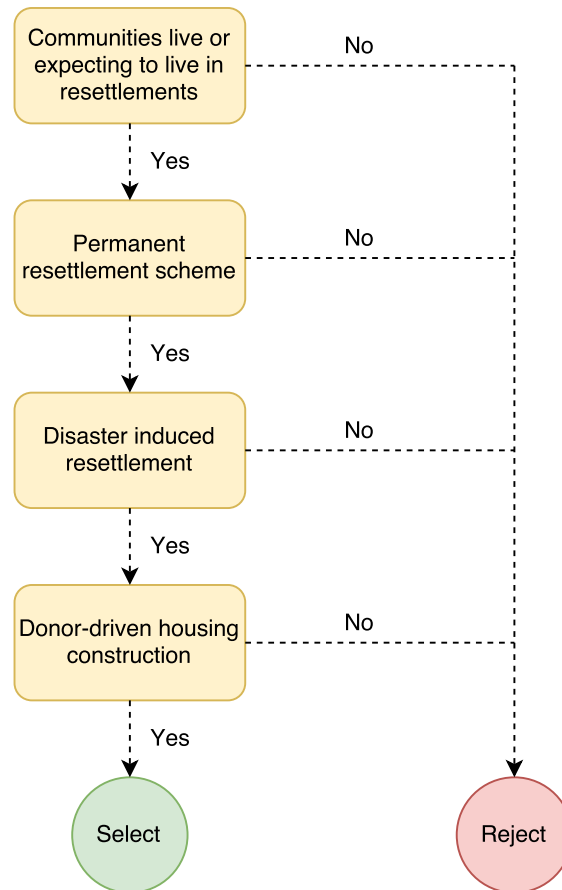 Communities live or
expecting to live in
resettlements
No
Yes
Permanent
resettlement scheme
No
Yes
Disaster induced
resettlement
No
Yes
Donor-driven housing
construction
No
Yes
Select
Reject